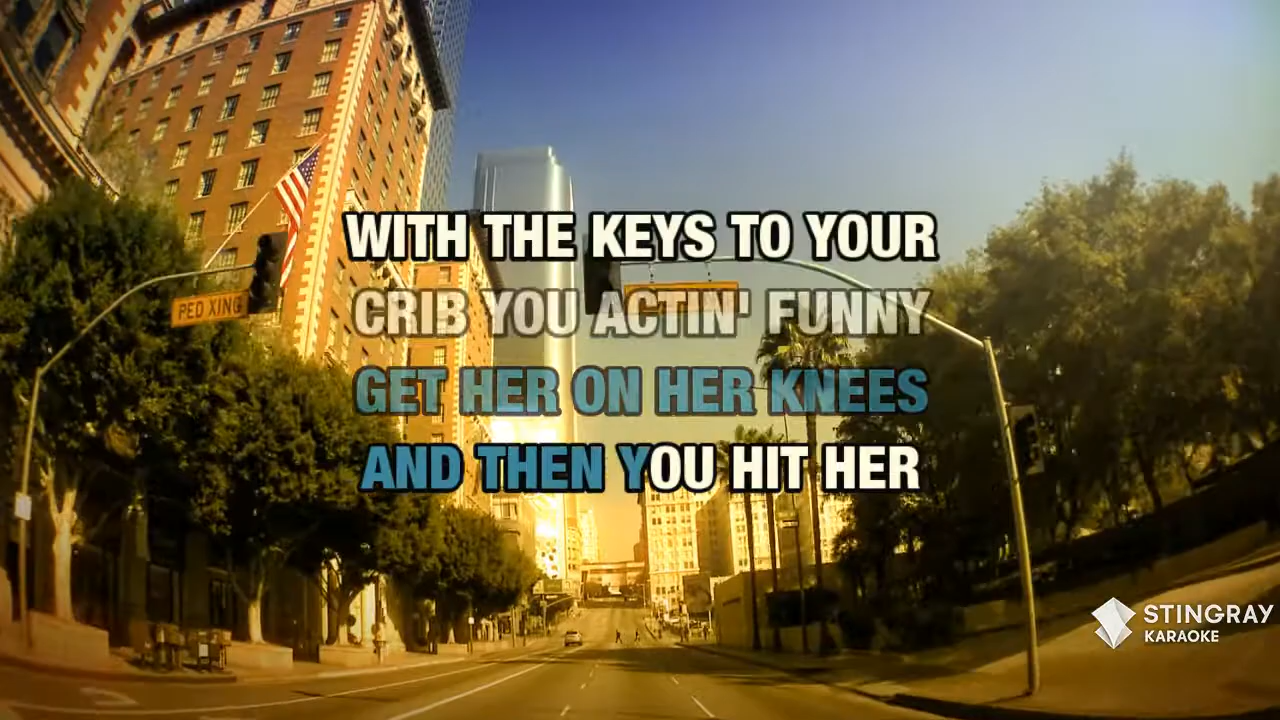 WITH THE KEYS TO YOUR
CRIB YOU ACTIN' FUNNY
GET HER ON HER KNEES
AND THEN YOU HIT HER
PED XING
STINGRAY
KARAOKE